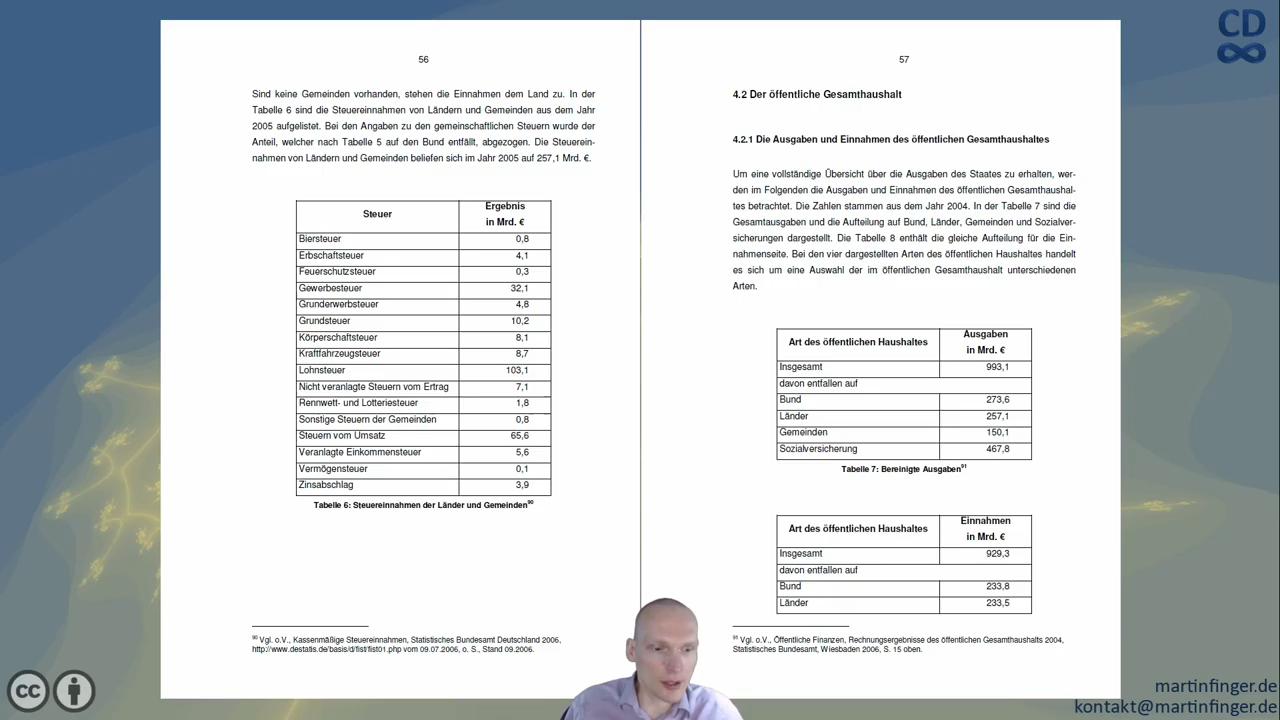 56
Sind keine Gemeinden vorhanden, stehen die Einnahmen dem Land zu. In der
Tabelle 6 sind die Steuereinnahmen von Ländern und Gemeinden aus dem Jahr
2005 aufgelistet. Bei den Angaben zu den gemeinschaftlichen Steuern wurde der
Anteil, welcher nach Tabelle 5 auf den Bund entfällt, abgezogen. Die Steuerein-
nahmen von Ländern und Gemeinden beliefen sich im Jahr 2005 auf 257,1 Mrd. €.
Steuer Ergebnis
in Mrd. €
Biersteuer 0,8
Erbschaftsteuer 4,1
Feuerschutzsteuer 0,3
Gewerbesteuer 32,1
Grunderwerbsteuer 4,8
Grundsteuer 10,2
Körperschaftsteuer 8,1
Kraftfahrzeugsteuer 8,7
Lohnsteuer 103,1
Nicht veranlagte Steuern vom Ertrag 7,1
Rennwett- und Lotteriesteuer 1,8
Sonstige Steuern der Gemeinden 0,8
Steuern vom Umsatz 65,6
Veranlagte Einkommensteuer 5,6
Vermögensteuer 0,1
Zinsabschlag 3,9
Tabelle 6: Steuereinnahmen der Länder und Gemeinden90
90 Vgl. o.V., Kassenmäßige Steuereinnahmen, Statistisches Bundesamt Deutschland 2006,
http://www.destatis.de/basis/d/fist/fist01.php vom 09.07.2006, o. S., Stand 09.2006.
57
4.2 Der öffentliche Gesamthaushalt
4.2.1 Die Ausgaben und Einnahmen des öffentlichen Gesamthaushaltes
Um eine vollständige Übersicht über die Ausgaben des Staates zu erhalten, wer-
den im Folgenden die Ausgaben und Einnahmen des öffentlichen Gesamthaushal-
tes betrachtet. Die Zahlen stammen aus dem Jahr 2004. In der Tabelle 7 sind die
Gesamtausgaben und die Aufteilung auf Bund, Länder, Gemeinden und Sozialver-
sicherungen dargestellt. Die Tabelle 8 enthält die gleiche Aufteilung für die Ein-
nahmenseite. Bei den vier dargestellten Arten des öffentlichen Haushaltes handelt
es sich um eine Auswahl der im öffentlichen Gesamthaushalt unterschiedenen
Arten.
Art des öffentlichen Haushaltes Ausgaben
in Mrd. €
Insgesamt 993,1
davon entfallen auf
Bund 273,6
Länder 257,1
Gemeinden 150,1
Sozialversicherung 467,8
Tabelle 7: Bereinigte Ausgaben91
Art des öffentlichen Haushaltes Einnahmen
in Mrd. €
Insgesamt 929,3
davon entfallen auf
Bund 233,8
Länder 233,5
91 Vgl. o.V., Öffentliche Finanzen, Rechnungsergebnisse des öffentlichen Gesamthaushalts 2004,
Statistisches Bundesamt, Wiesbaden 2006, S. 15 oben.
CD
∞
cc
martinfinger.de
kontakt@martinfinger.de